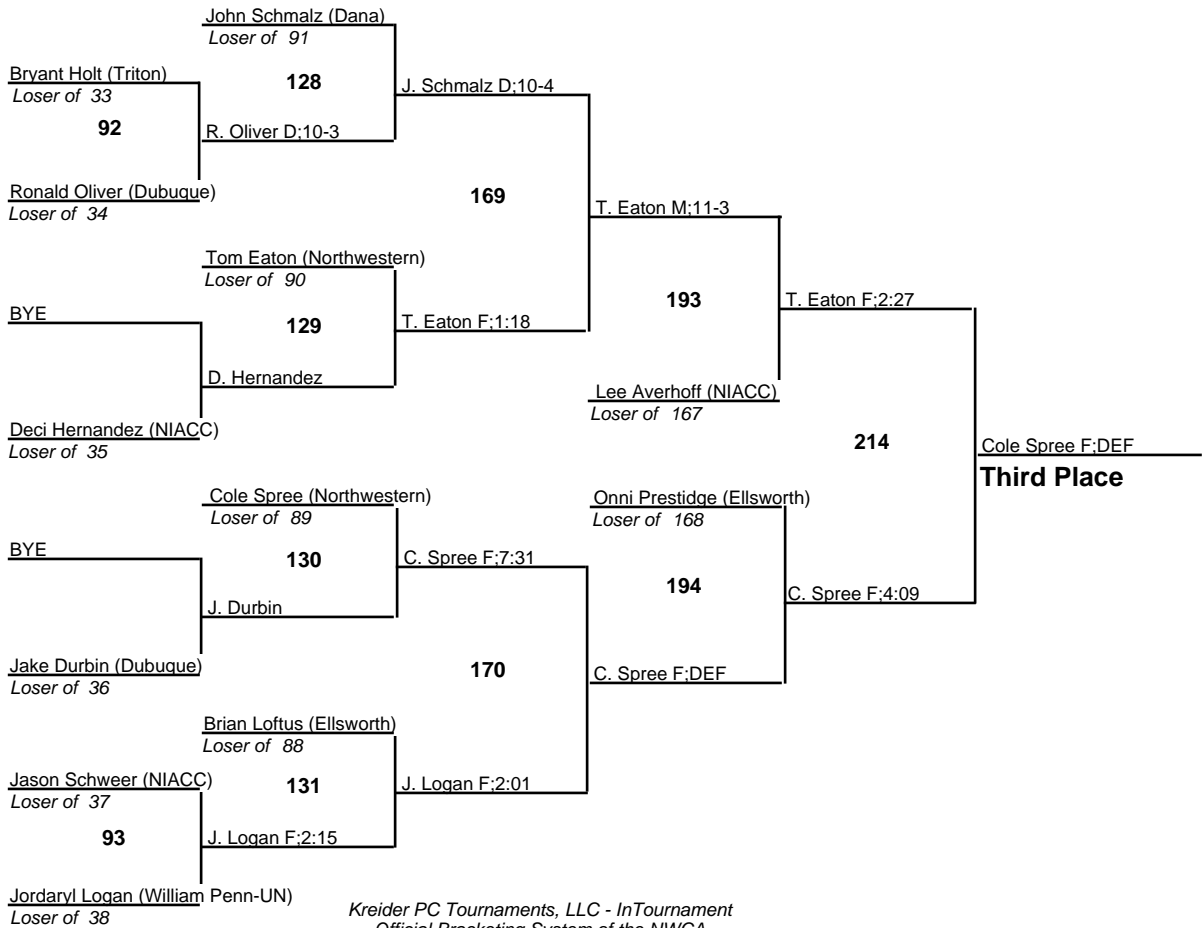 John Schmalz (Dana)
Loser of 91
Bryant Holt (Triton)
Loser of 33
128
J. Schmalz D;10-4
92
R. Oliver D;10-3
Ronald Oliver (Dubuque)
Loser of 34
169
T. Eaton M;11-3
Tom Eaton (Northwestern)
Loser of 90
BYE
129
T. Eaton F;1:18
193
T. Eaton F;2:27
D. Hernandez
Lee Averhoff (NIACC)
Loser of 167
Deci Hernandez (NIACC)
Loser of 35
214
Cole Spree F;DEF
Third Place
Cole Spree (Northwestern)
Loser of 89
Onni Prestidge (Ellsworth)
Loser of 168
BYE
130
C. Spree F;7:31
194
C. Spree F;4:09
J. Durbin
Jake Durbin (Dubuque)
Loser of 36
170
C. Spree F;DEF
Brian Loftus (Ellsworth)
Loser of 88
Jason Schweer (NIACC)
Loser of 37
131
J. Logan F;2:01
93
J. Logan F;2:15
Jordaryl Logan (William Penn-UN)
Loser of 38
Kreider PC Tournaments, LLC - InTournament
Official Bracketing System of the NWCA